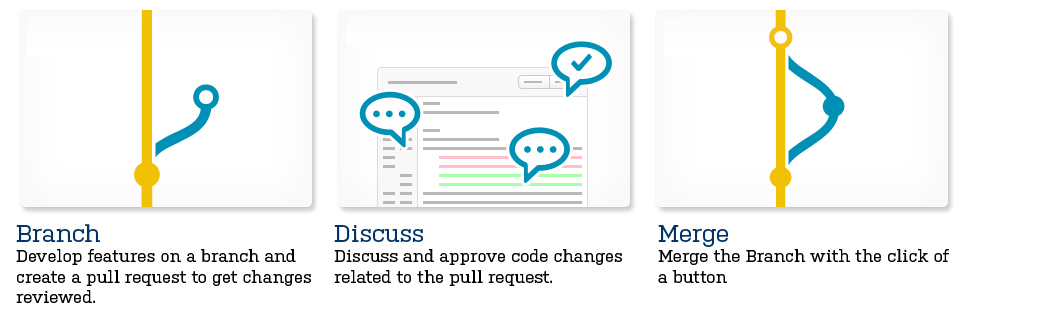 Branch
Develop features on a branch and
create a pull request to get changes
reviewed.
Discuss
Discuss and approve code changes
related to the pull request.
Merge
Merge the Branch with the click of
a button